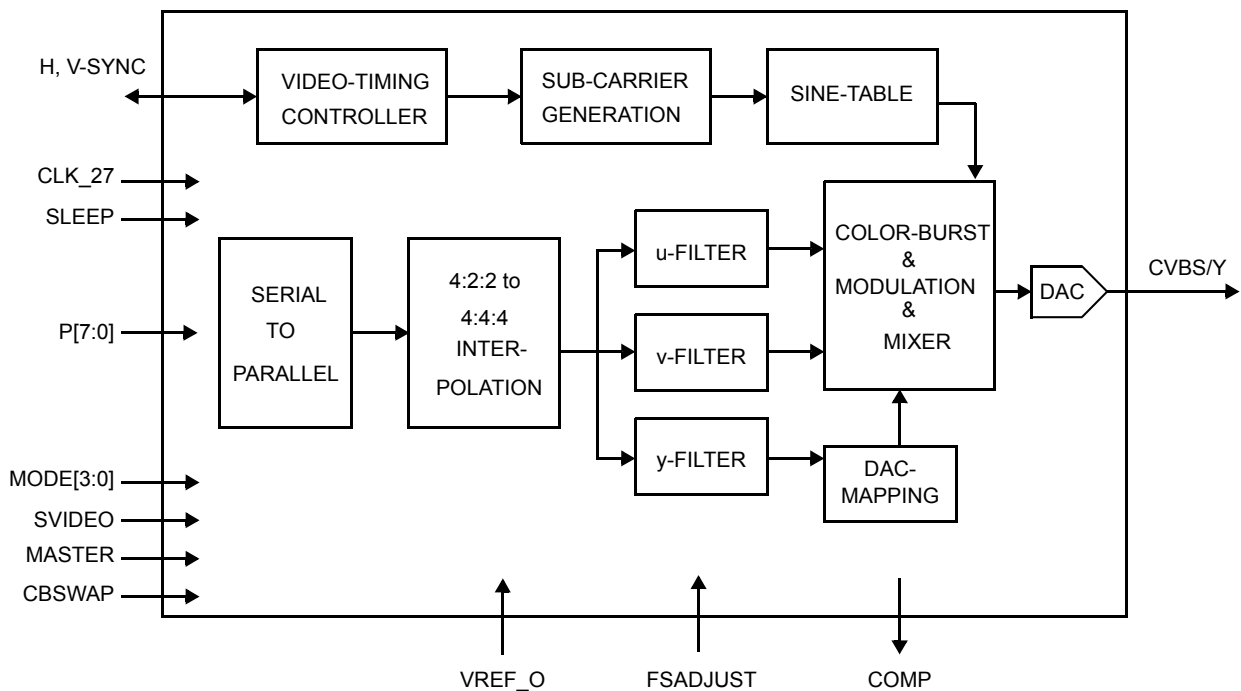 H, V-SYNC
VIDEO-TIMING
CONTROLLER
SUB-CARRIER
GENERATION
SINE-TABLE
CLK_27
SLEEP
P[7:0]
SERIAL
TO
PARALLEL
4:2:2 to
4:4:4
INTER-
POLATION
u-FILTER
v-FILTER
y-FILTER
COLOR-BURST
&
MODULATION
&
MIXER
DAC
CVBS/Y
DAC-
MAPPING
MODE[3:0]
SVIDEO
MASTER
CBSWAP
VREF_O
FSADJUST
COMP